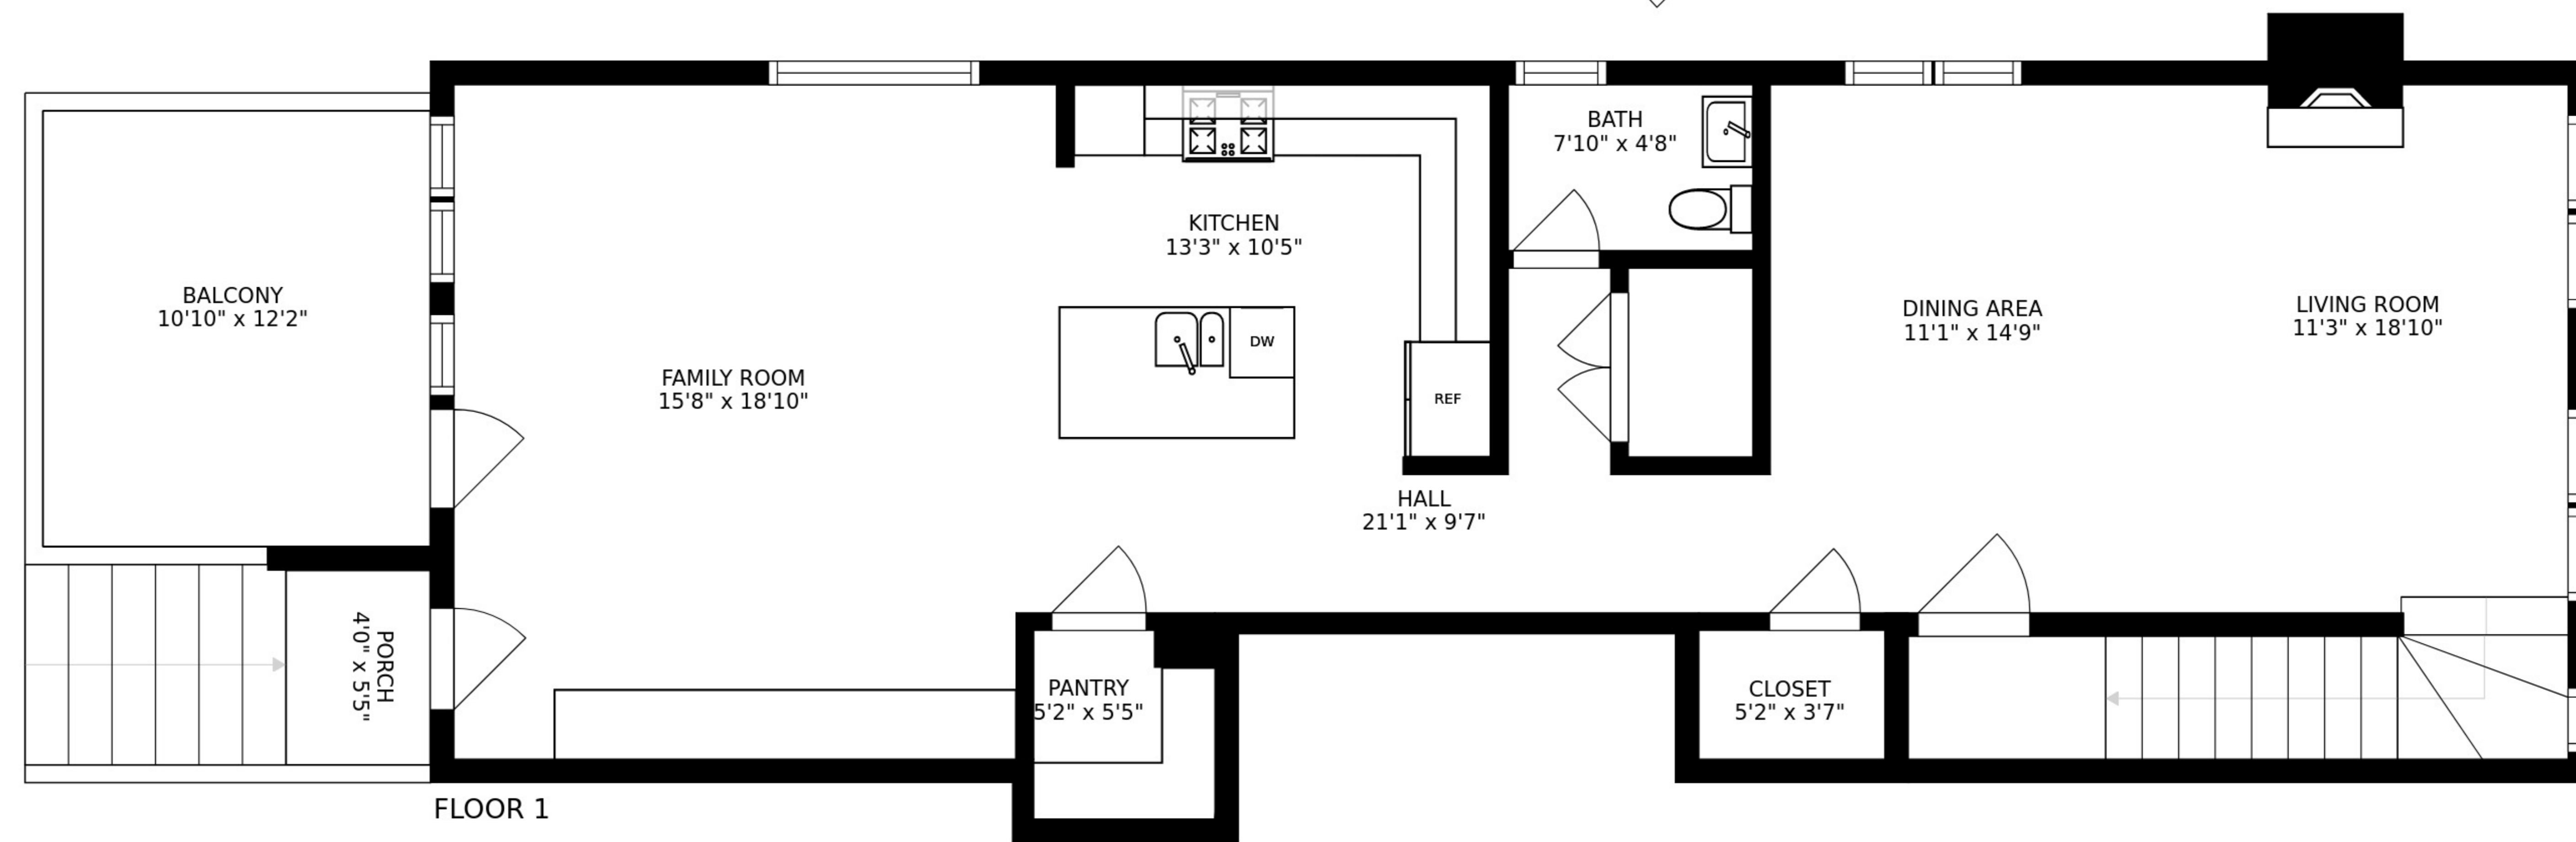 BALCONY
10'10" x 12'2"
PORCH
4'0" x 5'5"
FAMILY ROOM
15'8" x 18'10"
KITCHEN
13'3" x 10'5"
DW
REF
BATH
7'10" x 4'8"
HALL
21'1" x 9'7"
PANTRY
5'2" x 5'5"
CLOSET
5'2" x 3'7"
DINING AREA
11'1" x 14'9"
LIVING ROOM
11'3" x 18'10"
FLOOR 1